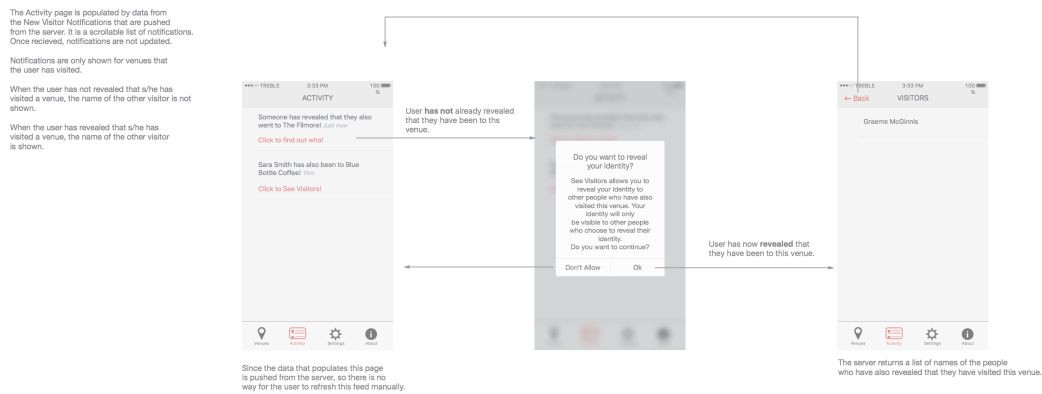 The Activity page is populated by data from
the New Visitor Notifications that are pushed
from the server. It is a scrollable list of notifications.
Once recieved, notifications are not updated.
Notifications are only shown for venues that
the user has visited.
When the user has not revealed that s/he has
visited a venue, the name of the other visitor is not
shown.
When the user has revealed that s/he has
visited a venue, the name of the other visitor
is shown.
TREBLE 3:33 PM 100
%
ACTIVITY
Someone has revealed that they also
went to The Filmore! Just now
Click to find out who!
Sara Smith has also been to Blue
Bottle Coffee! 15m
Click to See Visitors!
Venues Activity Settings About
Since the data that populates this page
is pushed from the server, so there is no
way for the user to refresh this feed manually.
User has not already revealed
that they have been to ths
venue.
Do you want to reveal
your identity?
See Visitors allows you to
reveal your identity to
other people who have also
visited this venue. Your
identity will only
be visible to other people
who choose to reveal their
identity.
Do you want to continue?
Don't Allow Ok
User has now revealed that
they have been to this venue.
TREBLE 3:33 PM 100
%
← Back VISITORS
Graeme McGinnis
Venues Activity Settings About
The server returns a list of names of the people
who have also revealed that they have visited this venue.